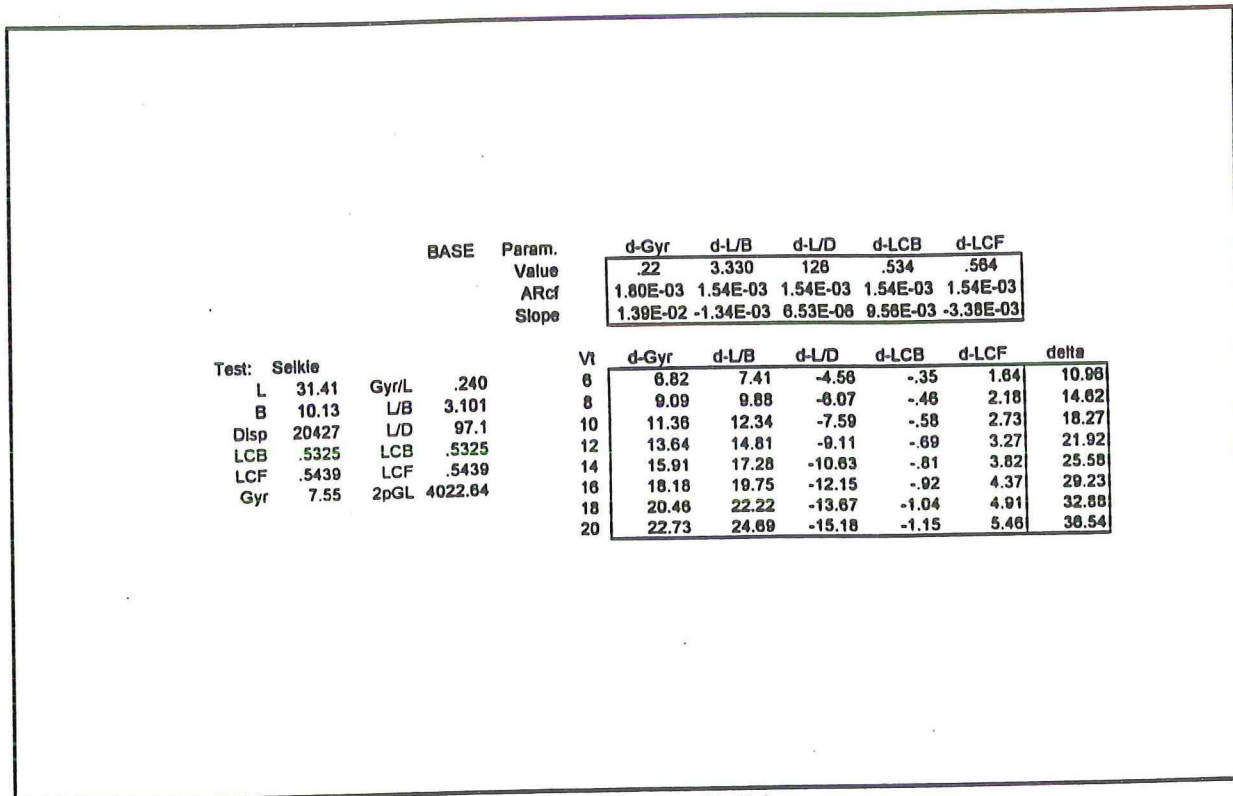 BASE Param. d-Gyr d-L/B d-L/D d-LCB d-LCF
Value .22 3.330 126 .534 .564
ARcf 1.60E-03 1.54E-03 1.54E-03 1.54E-03 1.54E-03
Slope 1.39E-02 -1.34E-03 6.53E-06 9.56E-03 -3.38E-03
Test: Selkie
L 31.41 Gyr/L .240
B 10.13 L/B 3.101
Disp 20427 L/D 97.1
LCB .5325 LCB .5325
LCF .5439 LCF .5439
Gyr 7.55 2pGL 4022.64
Vt d-Gyr d-L/B d-L/D d-LCB d-LCF delta
6 6.82 7.41 -4.56 -.35 1.64 10.96
8 9.09 9.88 -6.07 -.46 2.18 14.62
10 11.36 12.34 -7.59 -.58 2.73 18.27
12 13.64 14.81 -9.11 -.69 3.27 21.92
14 15.91 17.28 -10.63 -.81 3.82 25.58
16 18.18 19.75 -12.15 -.92 4.37 29.23
18 20.46 22.22 -13.67 -1.04 4.91 32.88
20 22.73 24.69 -15.18 -1.15 5.46 36.54